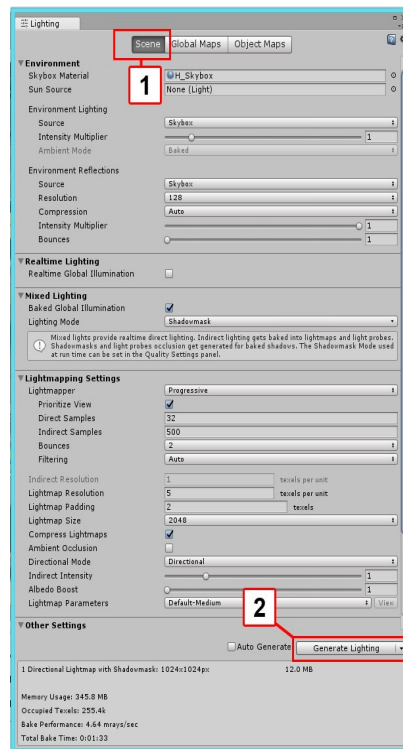 Lighting
Scene Global Maps Object Maps
1
Environment
Skybox Material H_Skybox
Sun Source None (Light)
Environment Lighting
Source Skybox
Intensity Multiplier 1
Ambient Mode Baked
Environment Reflections
Source Skybox
Resolution 128
Compression Auto
Intensity Multiplier 1
Bounces 1
Realtime Lighting
Realtime Global Illumination
Mixed Lighting
Baked Global Illumination
Lighting Mode Shadowmask
Mixed lights provide realtime direct lighting. Indirect lighting gets baked into lightmaps and light probes.
Shadowmasks and light probes occlusion get generated for baked shadows. The Shadowmask Mode used
at run time can be set in the Quality Settings panel.
Lightmapping Settings
Lightmapper Progressive
Prioritize View
Direct Samples 32
Indirect Samples 500
Bounces 2
Filtering Auto
Indirect Resolution 1 texels per unit
Lightmap Resolution 5 texels per unit
Lightmap Padding 2 texels
Lightmap Size 2048
Compress Lightmaps
Ambient Occlusion
Directional Mode Directional
Indirect Intensity 1
Albedo Boost 1
Lightmap Parameters Default-Medium View
2
Other Settings
Auto Generate Generate Lighting
1 Directional Lightmap with Shadowmask: 1024x1024px 12.0 MB
Memory Usage: 345.8 MB
Occupied Texels: 255.4k
Bake Performance: 4.64 mrays/sec
Total Bake Time: 0:01:33